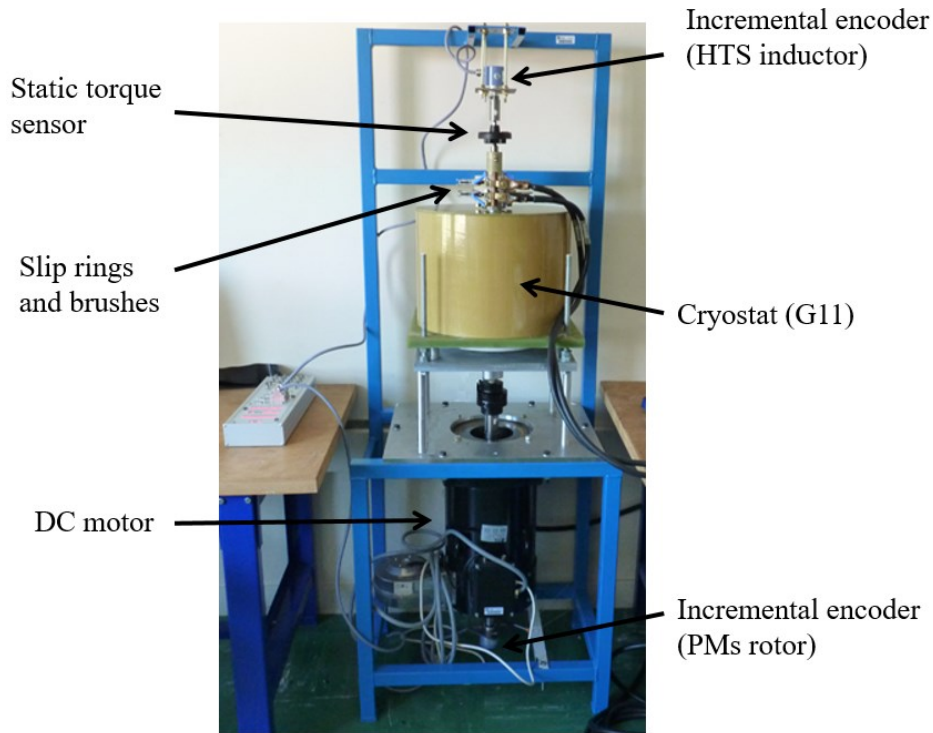 Incremental encoder
(HTS inductor)
Static torque
sensor
Slip rings
and brushes
Cryostat (G11)
DC motor
Incremental encoder
(PMs rotor)